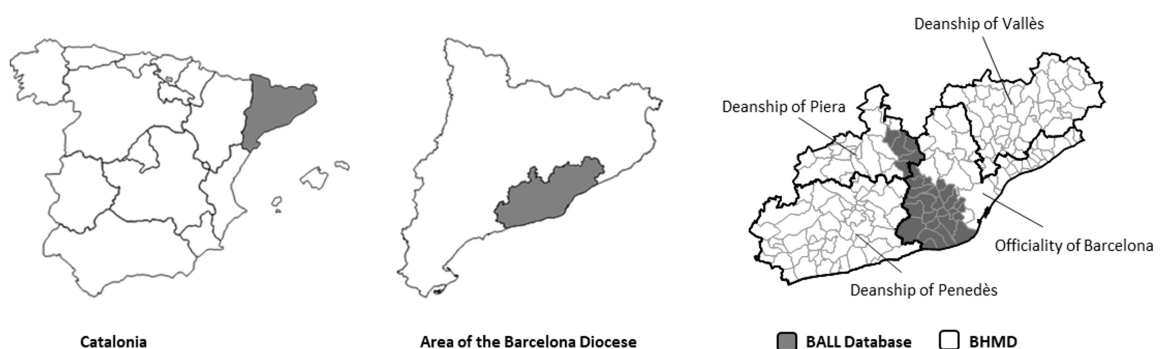 Deanship of Vallès
Deanship of Piera
Officiality of Barcelona
Deanship of Penedès
Catalonia
Area of the Barcelona Diocese
BALL Database
BHMD